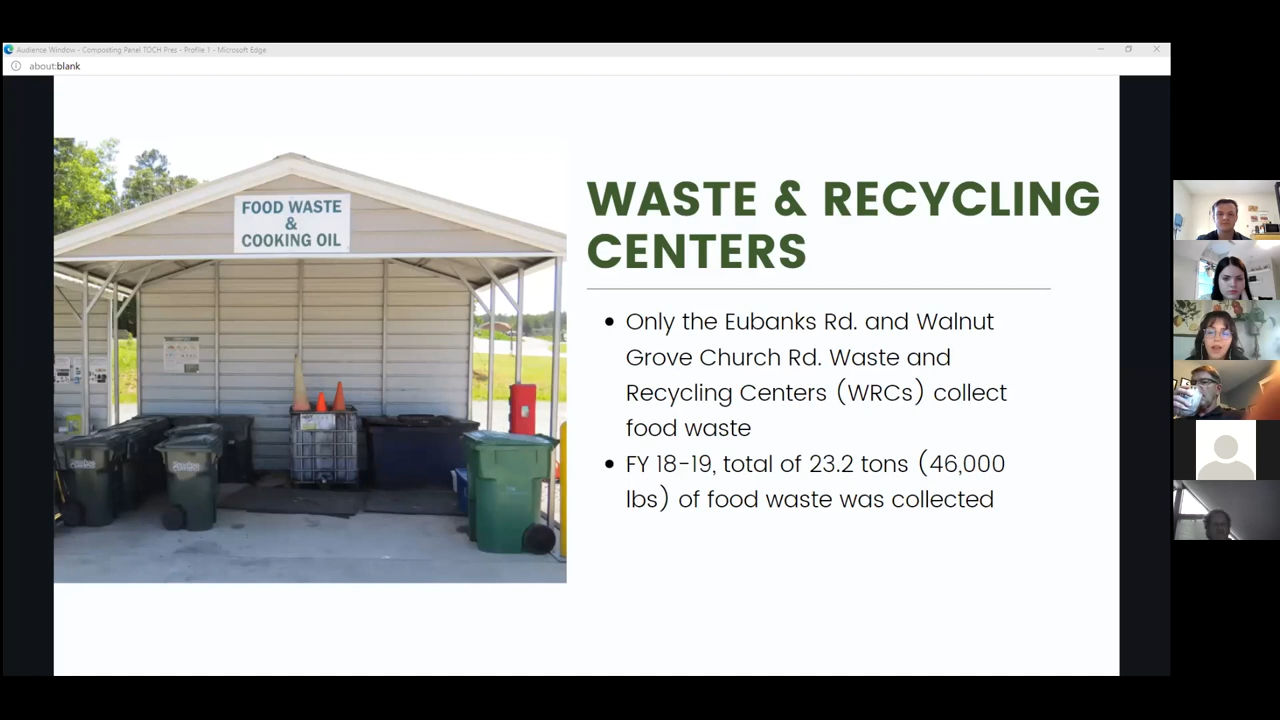 Audience Window - Composting Panel TOCH Pres - Profile 1 - Microsoft Edge
about:blank
FOOD WASTE
&
COOKING OIL
WASTE & RECYCLING
CENTERS
• Only the Eubanks Rd. and Walnut
Grove Church Rd. Waste and
Recycling Centers (WRCs) collect
food waste
• FY 18-19, total of 23.2 tons (46,000
lbs) of food waste was collected